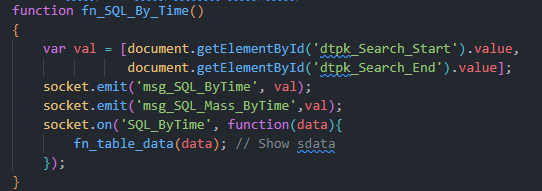 function fn_SQL_By_Time()
{
var val = [document.getElementById('dtpk_Search_Start').value,
document.getElementById('dtpk_Search_End').value];
socket.emit('msg_SQL_ByTime', val);
socket.emit('msg_SQL_Mass_ByTime',val);
socket.on('SQL_ByTime', function(data){
fn_table_data(data); // Show sdata
});
}